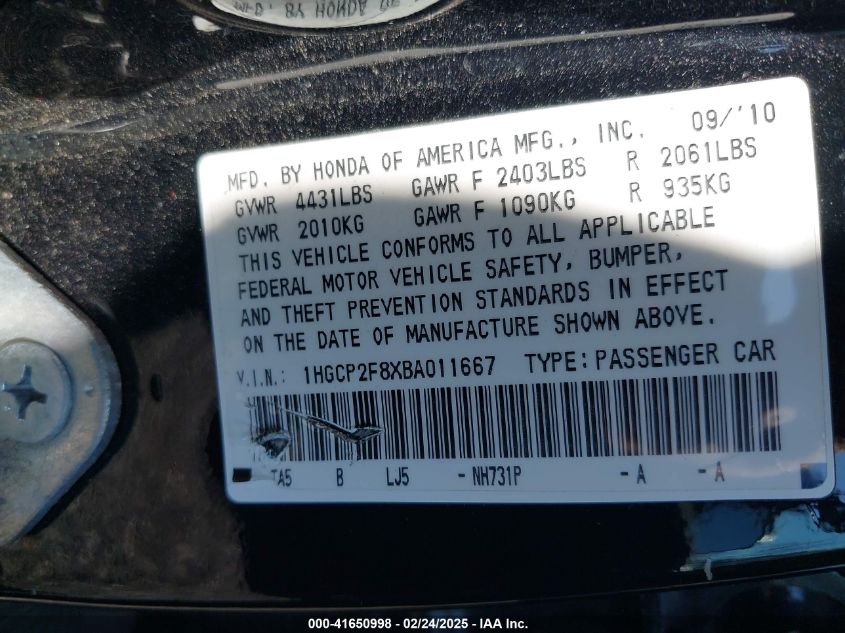 BY HONDA OF
MFD. BY HONDA OF AMERICA MFG., INC. 09/'10
GVWR 4431LBS GAWR F 2403LBS R 2061LBS
GVWR 2010KG GAWR F 1090KG R 935KG
THIS VEHICLE CONFORMS TO ALL APPLICABLE
FEDERAL MOTOR VEHICLE SAFETY, BUMPER,
AND THEFT PREVENTION STANDARDS IN EFFECT
ON THE DATE OF MANUFACTURE SHOWN ABOVE.
V.I.N.: 1HGCP2F8XBA011667 TYPE: PASSENGER CAR
TA5 B LJ5 - NH731P - A - A
000-41650998 - 02/24/2025 - IAA Inc.